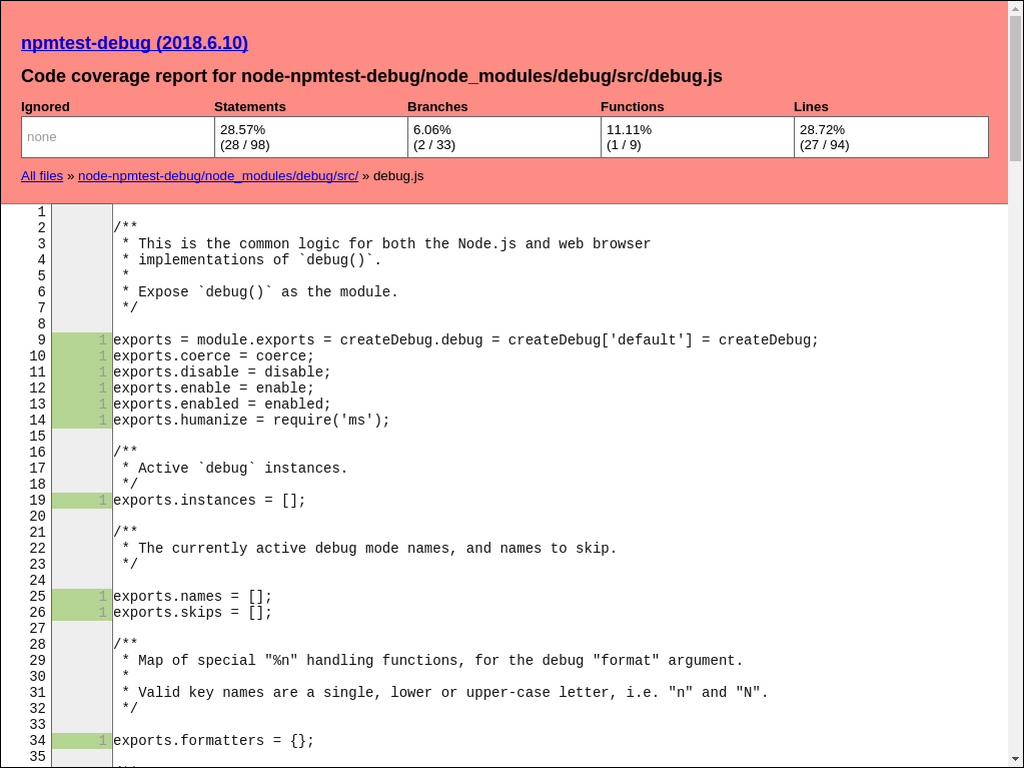 npmtest-debug (2018.6.10)
Code coverage report for node-npmtest-debug/node_modules/debug/src/debug.js
Ignored Statements Branches Functions Lines
none 28.57% 6.06% 11.11% 28.72%
(28 / 98) (2 / 33) (1 / 9) (27 / 94)
All files » node-npmtest-debug/node_modules/debug/src/ » debug.js
1
2 /**
3  * This is the common logic for both the Node.js and web browser
4  * implementations of `debug()`.
5  *
6  * Expose `debug()` as the module.
7  */
8
9 1 exports = module.exports = createDebug.debug = createDebug['default'] = createDebug;
10 1 exports.coerce = coerce;
11 1 exports.disable = disable;
12 1 exports.enable = enable;
13 1 exports.enabled = enabled;
14 1 exports.humanize = require('ms');
15
16 /**
17  * Active `debug` instances.
18  */
19 1 exports.instances = [];
20
21 /**
22  * The currently active debug mode names, and names to skip.
23  */
24
25 1 exports.names = [];
26 1 exports.skips = [];
27
28 /**
29  * Map of special "%n" handling functions, for the debug "format" argument.
30  *
31  * Valid key names are a single, lower or upper-case letter, i.e. "n" and "N".
32  */
33
34 1 exports.formatters = {};
35